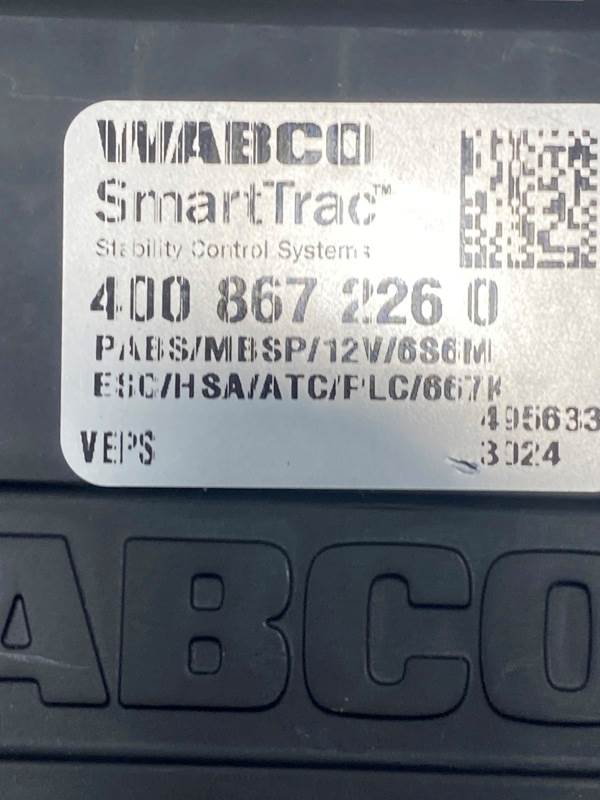 WABCO
SmartTrac™
Stability Control Systems
400 867 226 0
PABS/MBSP/12V/6S6M
ESC/HSA/ATC/PLC/667K
495633
VEPS
3024
ABCO